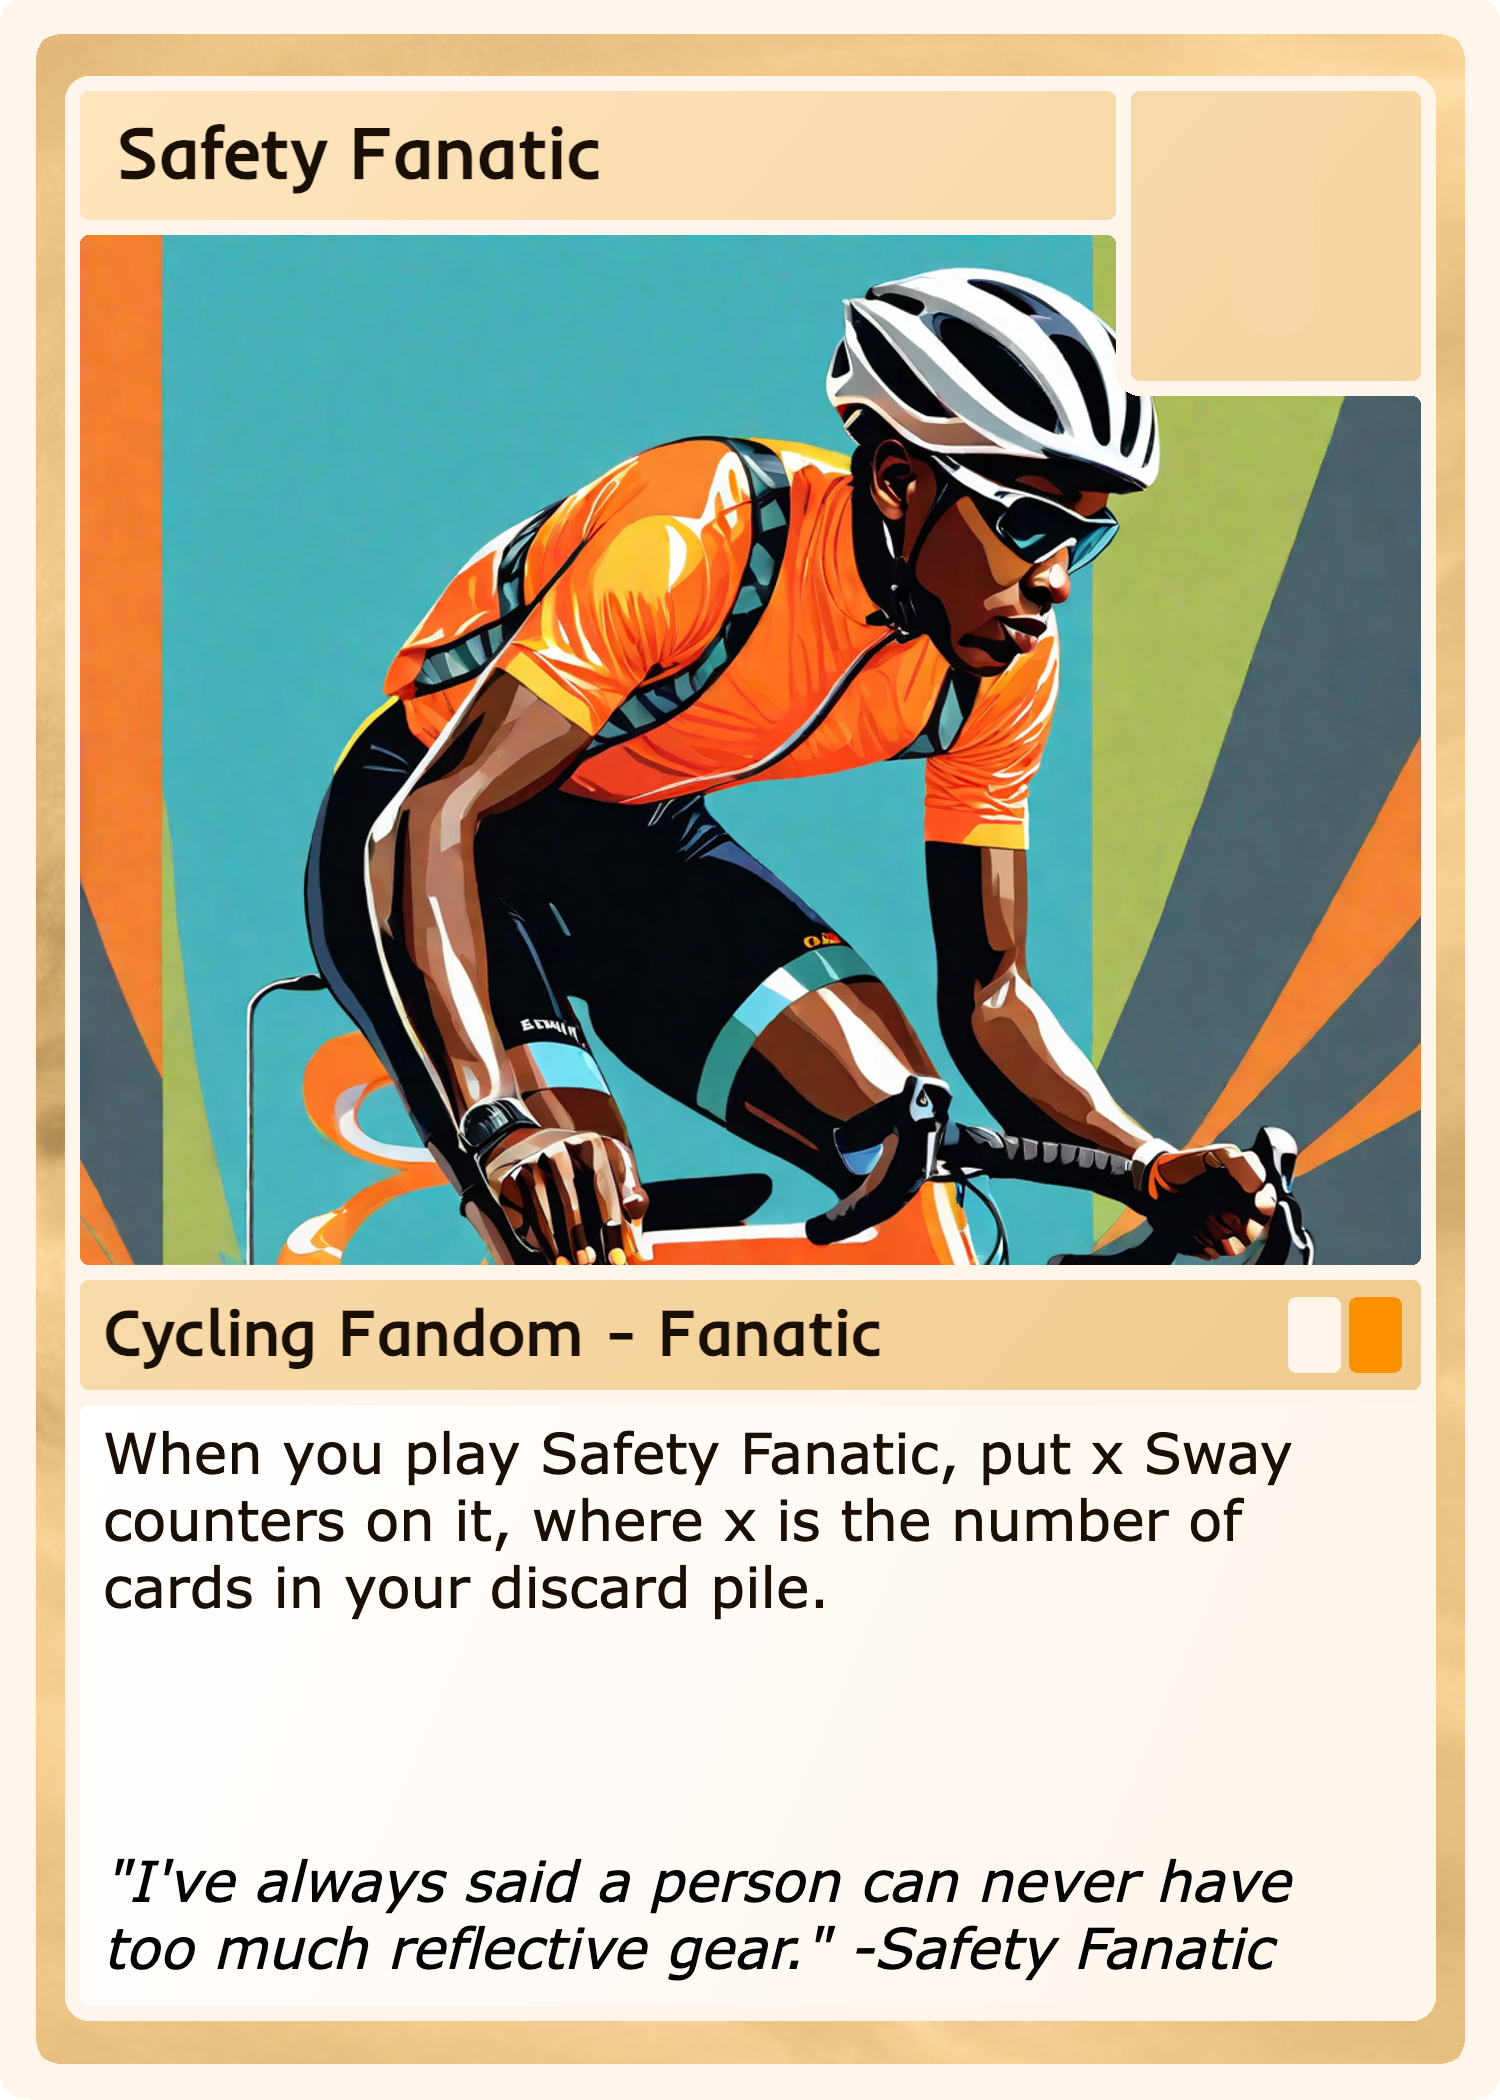 Safety Fanatic
Cycling Fandom - Fanatic
When you play Safety Fanatic, put x Sway
counters on it, where x is the number of
cards in your discard pile.
"I've always said a person can never have
too much reflective gear." -Safety Fanatic